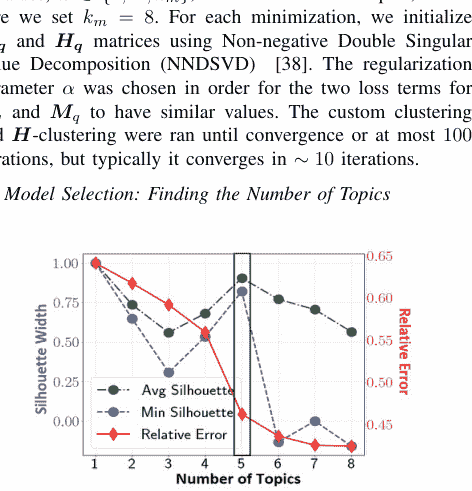 re we set k_m = 8. For each minimization, we initialize
q and H_q matrices using Non-negative Double Singular
lue Decomposition (NNDSVD) [38]. The regularization
rameter α was chosen in order for the two loss terms for
and M_q to have similar values. The custom clustering
d H-clustering were ran until convergence or at most 100
rations, but typically it converges in ∼ 10 iterations.
Model Selection: Finding the Number of Topics
1.00
0.75
0.50
0.25
0.00
Silhouette Width
0.65
0.60
0.55
0.50
0.45
Relative Error
Avg Silhouette
Min Silhouette
Relative Error
1 2 3 4 5 6 7 8
Number of Topics